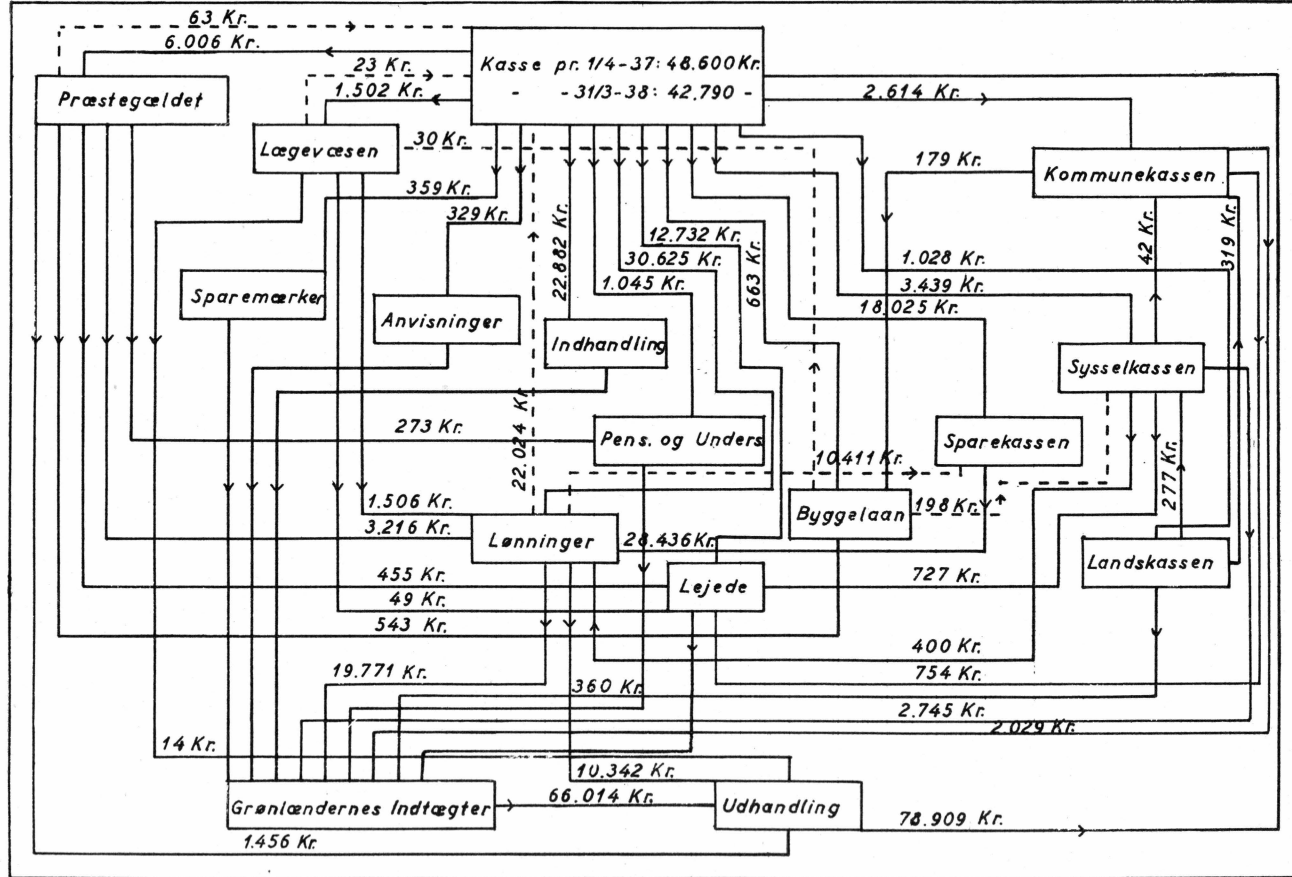 63 Kr.
6.006 Kr.
23 Kr.
Kasse pr. 1/4-37: 48.600 Kr.
- -31/3-38: 42.790 -
Præstegældet
1.502 Kr.
2.614 Kr.
Lægevæsen
30 Kr.
179 Kr.
Kommunekassen
359 Kr.
329 Kr.
22.882 Kr.
12.732 Kr.
663 Kr.
42 Kr.
319 Kr.
30.625 Kr.
1.028 Kr.
1.045 Kr.
3.439 Kr.
Sparemærker
18.025 Kr.
Anvisninger
Indhandling
Sysselkassen
273 Kr.
22.024 Kr.
Pens. og Unders
Sparekassen
10.411 Kr.
277 Kr.
1.506 Kr.
Byggelaan
198 Kr.
3.216 Kr.
Lønninger
28.436 Kr.
Landskassen
455 Kr.
Lejede
727 Kr.
49 Kr.
543 Kr.
400 Kr.
19.771 Kr.
360 Kr.
754 Kr.
2.745 Kr.
2.029 Kr.
14 Kr.
10.342 Kr.
Grønlændernes Indtægter
66.014 Kr.
Udhandling
78.909 Kr.
1.456 Kr.